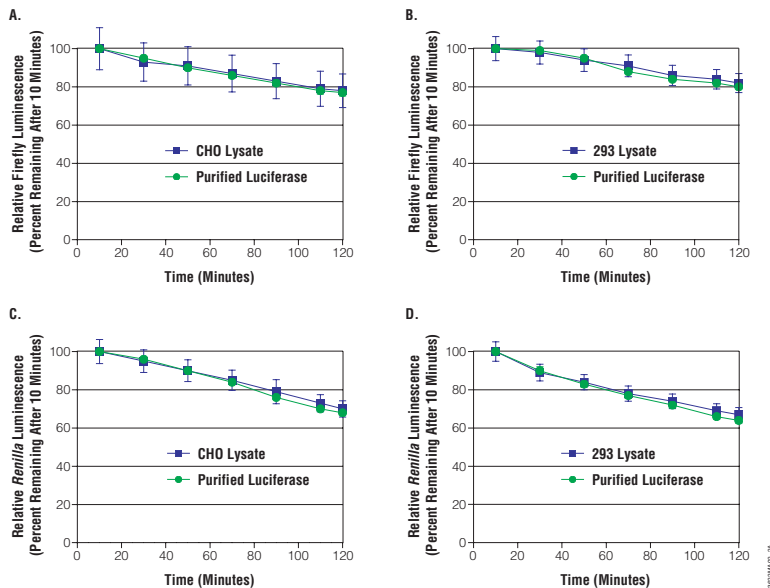 A.
Relative Firefly Luminescence
(Percent Remaining After 10 Minutes)
100
80
60
40
20
0
CHO Lysate
Purified Luciferase
0 20 40 60 80 100 120
Time (Minutes)
B.
Relative Firefly Luminescence
(Percent Remaining After 10 Minutes)
100
80
60
40
20
0
293 Lysate
Purified Luciferase
0 20 40 60 80 100 120
Time (Minutes)
C.
Relative Renilla Luminescence
(Percent Remaining After 10 Minutes)
100
80
60
40
20
0
CHO Lysate
Purified Luciferase
0 20 40 60 80 100 120
Time (Minutes)
D.
Relative Renilla Luminescence
(Percent Remaining After 10 Minutes)
100
80
60
40
20
0
293 Lysate
Purified Luciferase
0 20 40 60 80 100 120
Time (Minutes)